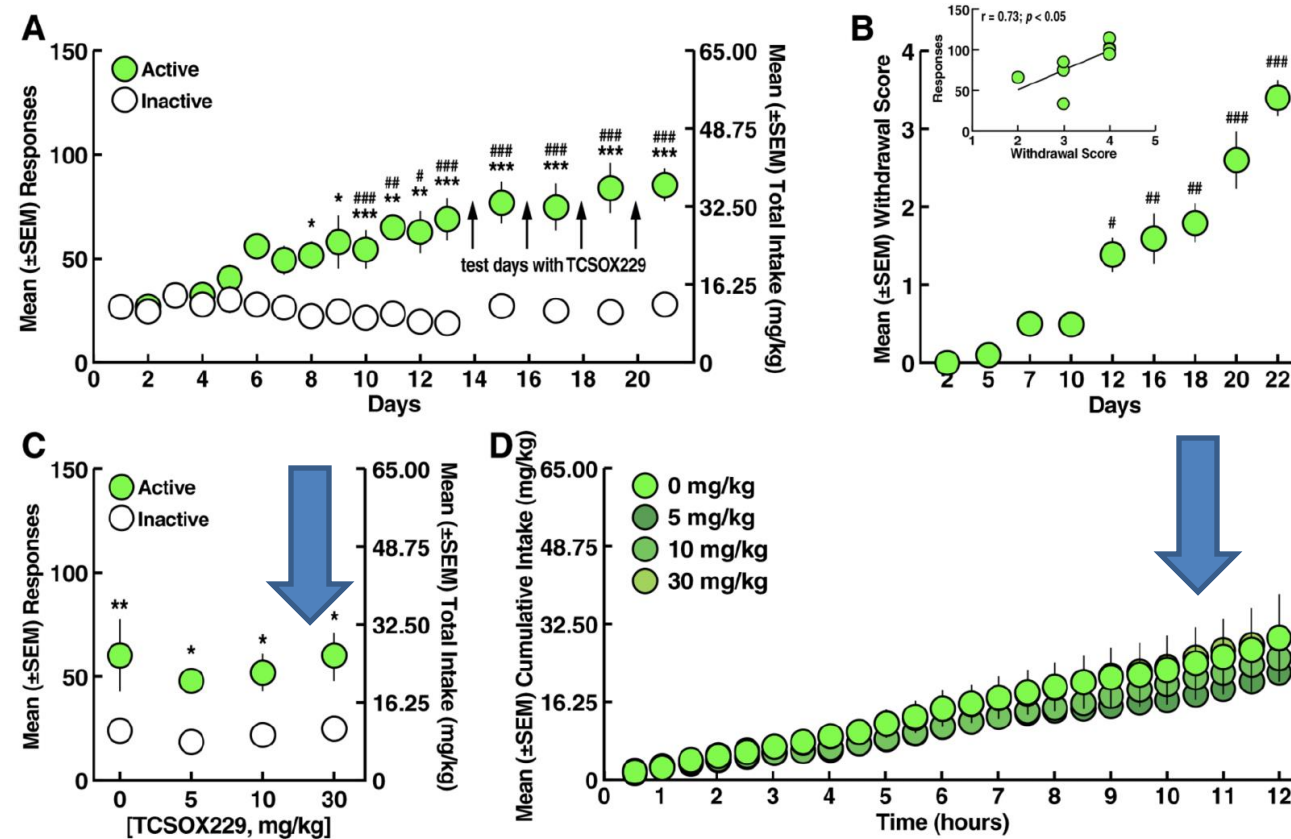 A
150
100
50
0
Mean (±SEM) Responses
Active
Inactive
* * ### *** ## ** # ** ### *** ### *** ### *** ### *** ### ***
test days with TCSOX229
65.00
48.75
32.50
16.25
0
Mean (±SEM) Total Intake (mg/kg)
0 2 4 6 8 10 12 14 16 18 20
Days
B
4
3
2
1
0
Mean (±SEM) Withdrawal Score
r = 0.73; p < 0.05
150
100
50
0
Responses
1 2 3 4 5
Withdrawal Score
# ## ## ### ###
2 5 7 10 12 16 18 20 22
Days
C
150
100
50
0
Mean (±SEM) Responses
Active
Inactive
** * * *
65.00
48.75
32.50
16.25
0
Mean (±SEM) Total Intake (mg/kg)
0 5 10 30
[TCSOX229, mg/kg]
D
65.00
48.75
32.50
16.25
0
Mean (±SEM) Cumulative Intake (mg/kg)
0 mg/kg
5 mg/kg
10 mg/kg
30 mg/kg
0 1 2 3 4 5 6 7 8 9 10 11 12
Time (hours)